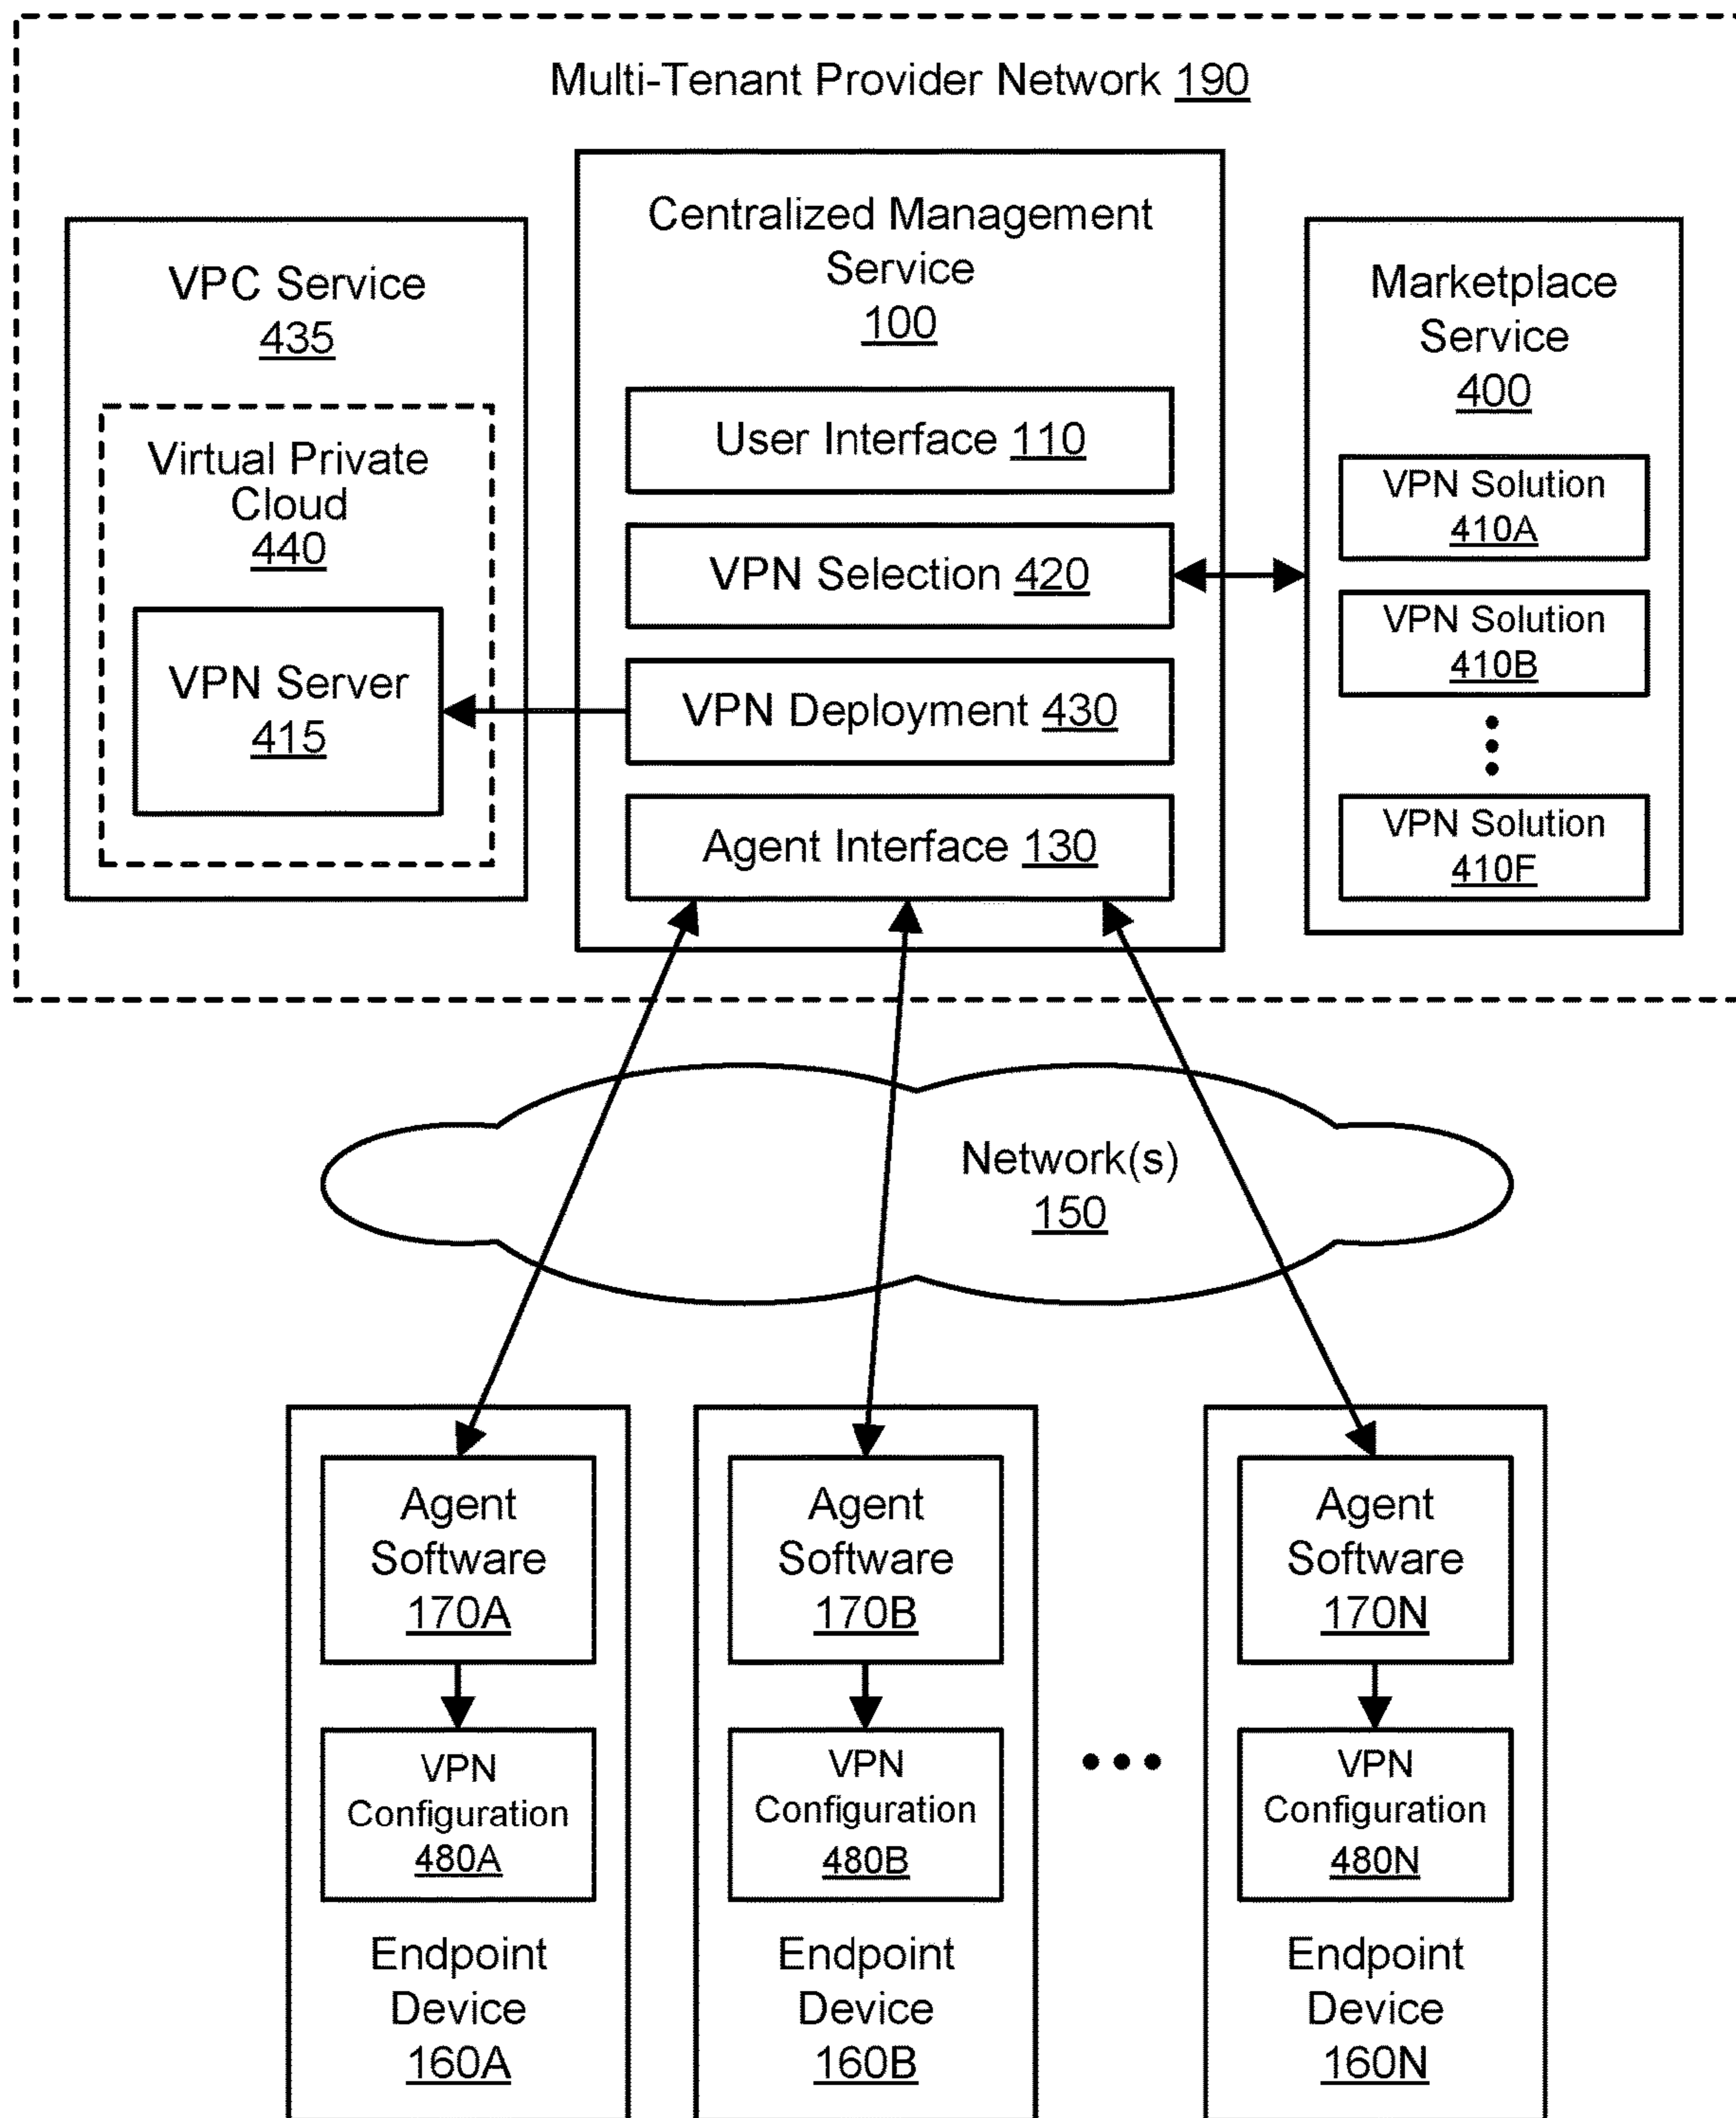 Multi-Tenant Provider Network 190
VPC Service
435
Virtual Private
Cloud
440
VPN Server
415
Centralized Management
Service
100
User Interface 110
VPN Selection 420
VPN Deployment 430
Agent Interface 130
Marketplace
Service
400
VPN Solution
410A
VPN Solution
410B
VPN Solution
410F
Network(s)
150
Agent
Software
170A
VPN
Configuration
480A
Endpoint
Device
160A
Agent
Software
170B
VPN
Configuration
480B
Endpoint
Device
160B
Agent
Software
170N
VPN
Configuration
480N
Endpoint
Device
160N